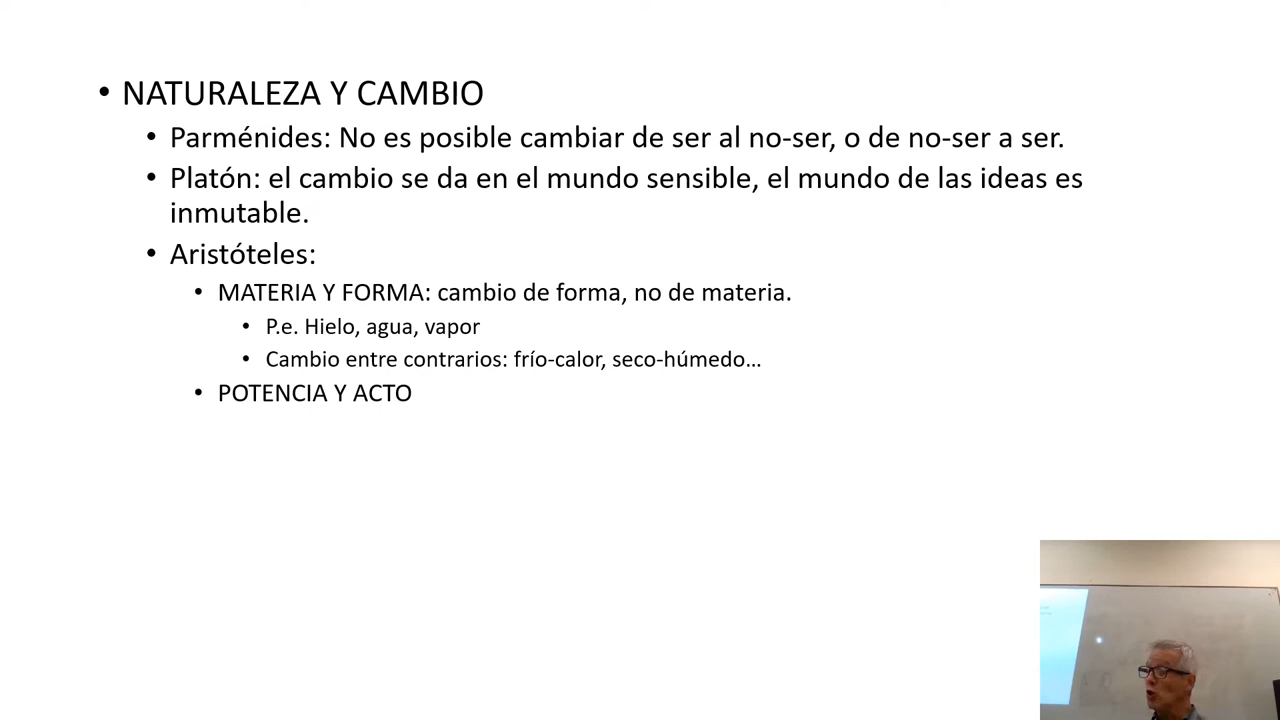 • NATURALEZA Y CAMBIO
• Parménides: No es posible cambiar de ser al no-ser, o de no-ser a ser.
• Platón: el cambio se da en el mundo sensible, el mundo de las ideas es
inmutable.
• Aristóteles:
• MATERIA Y FORMA: cambio de forma, no de materia.
• P.e. Hielo, agua, vapor
• Cambio entre contrarios: frío-calor, seco-húmedo…
• POTENCIA Y ACTO